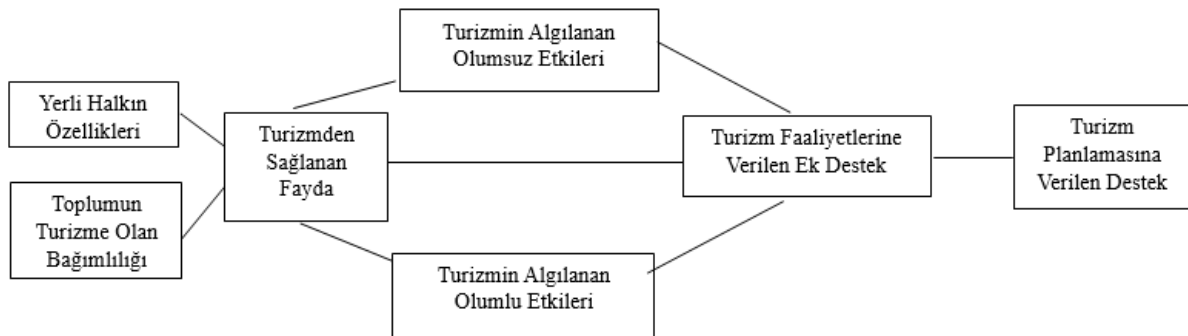 Turizmin Algılanan
Olumsuz Etkileri
Yerli Halkın
Özellikleri
Turizmden
Sağlanan
Fayda
Toplumun
Turizme Olan
Bağımlılığı
Turizmin Algılanan
Olumlu Etkileri
Turizm Faaliyetlerine
Verilen Ek Destek
Turizm
Planlamasına
Verilen Destek